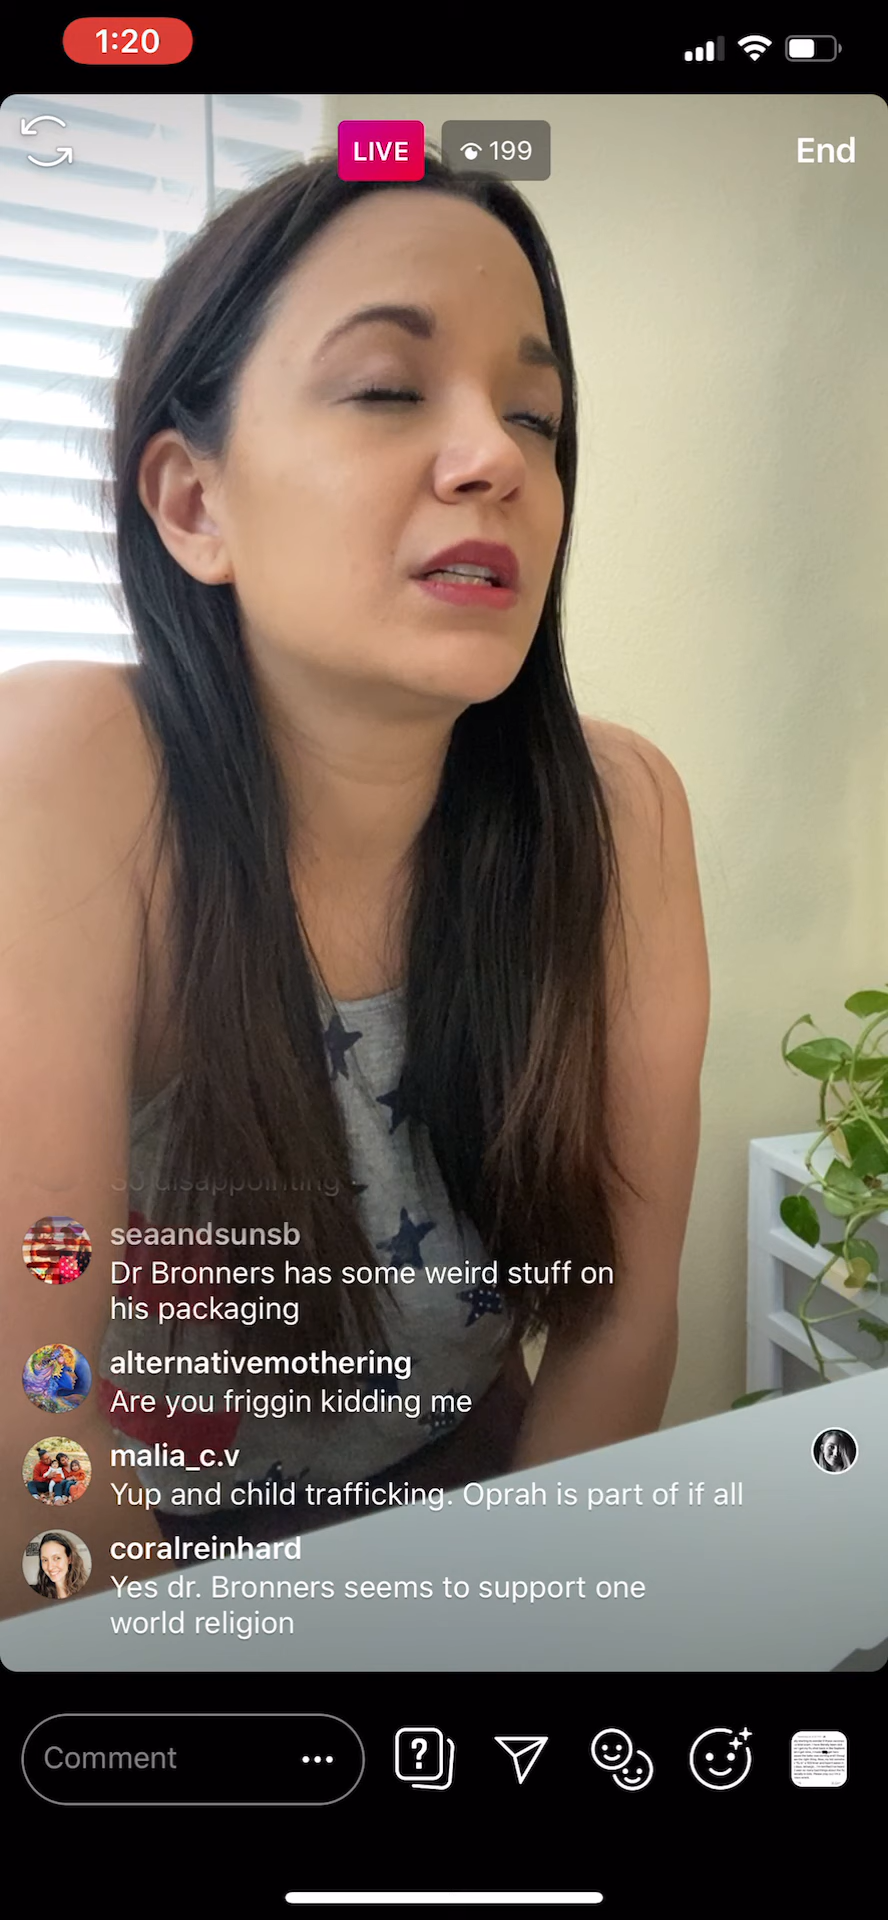 1:20
LIVE
199
End
So disappointing
seaandsunsb
Dr Bronners has some weird stuff on
his packaging
alternativemothering
Are you friggin kidding me
malia_c.v
Yup and child trafficking. Oprah is part of if all
coralreinhard
Yes dr. Bronners seems to support one
world religion
Comment